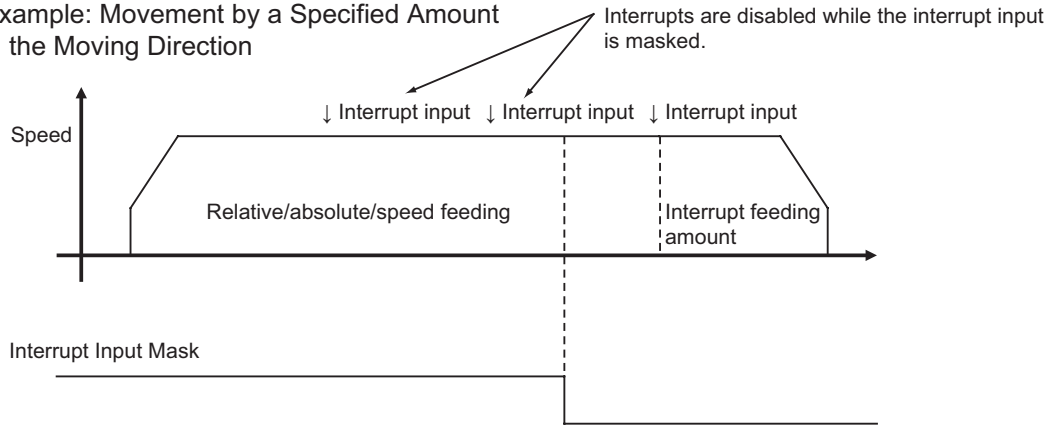 xample: Movement by a Specified Amount
the Moving Direction
Interrupts are disabled while the interrupt input
is masked.
↓ Interrupt input ↓ Interrupt input ↓ Interrupt input
Speed
Relative/absolute/speed feeding
Interrupt feeding
amount
Interrupt Input Mask